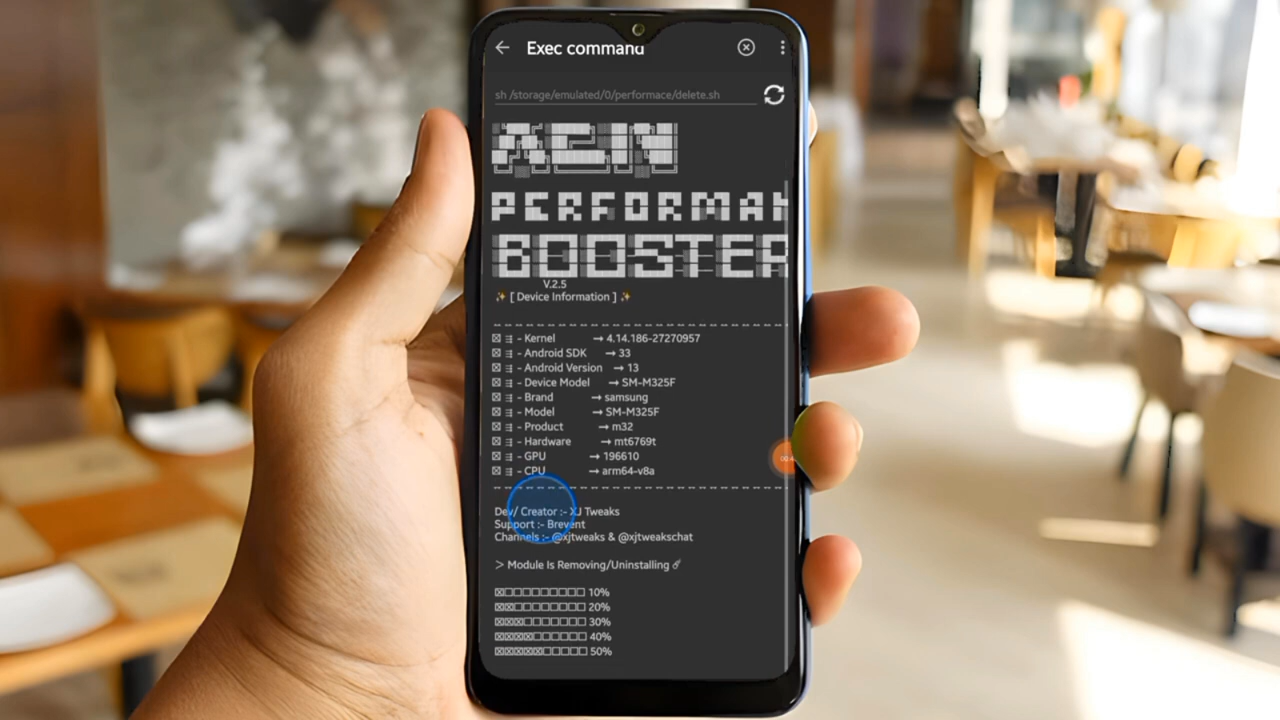 Exec command
sh /storage/emulated/0/performace/delete.sh
XEN
PERFORMAN
BOOSTER
V.2.5
✨ [ Device Information ] ✨
☒ ⇶ - Kernel → 4.14.186-27270957
☒ ⇶ - Android SDK → 33
☒ ⇶ - Android Version → 13
☒ ⇶ - Device Model → SM-M325F
☒ ⇶ - Brand → samsung
☒ ⇶ - Model → SM-M325F
☒ ⇶ - Product → m32
☒ ⇶ - Hardware → mt6769t
☒ ⇶ - GPU → 196610
☒ ⇶ - CPU → arm64-v8a
Dev/ Creator :- XJ Tweaks
Support :- Brevent
Channels :- @xjtweaks & @xjtweakschat
> Module Is Removing/Uninstalling
☒☐☐☐☐☐☐☐☐☐ 10%
☒☒☐☐☐☐☐☐☐☐ 20%
☒☒☒☐☐☐☐☐☐☐ 30%
☒☒☒☒☐☐☐☐☐☐ 40%
☒☒☒☒☒☐☐☐☐☐ 50%